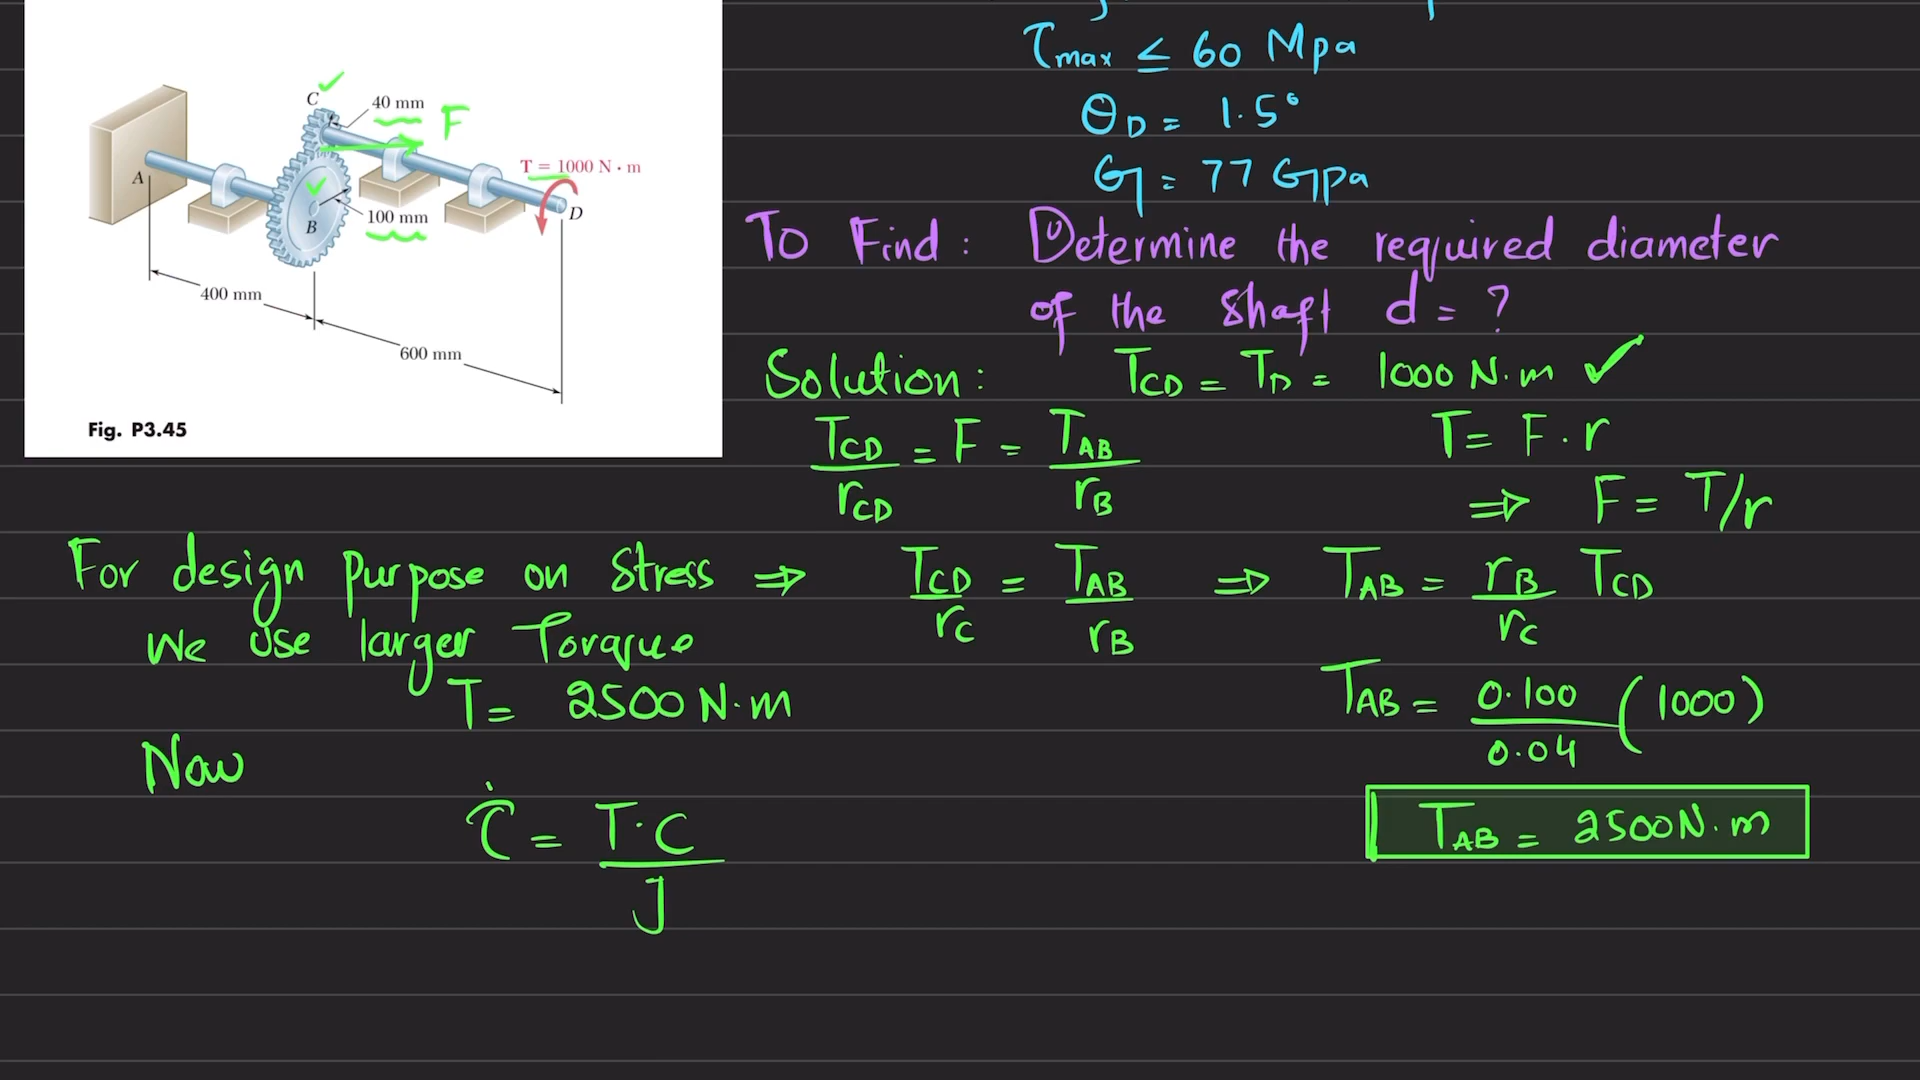 τmax ≤ 60 Mpa
θD = 1.5°
G = 77 Gpa
C
40 mm
F
T = 1000 N · m
A
D
100 mm
B
400 mm
600 mm
Fig. P3.45
To Find : Determine the required diameter
of the shaft d = ?
Solution : TCD = TD = 1000 N.m ✓
TCD/rCD = F = TAB/rB
T = F . r
⇒ F = T/r
For design Purpose on Stress ⇒ TCD/rC = TAB/rB ⇒ TAB = rB/rC TCD
we use larger Torque
T = 2500 N.m
TAB = 0.100/0.04 (1000)
Now
τ = T.C/J
TAB = 2500N.m